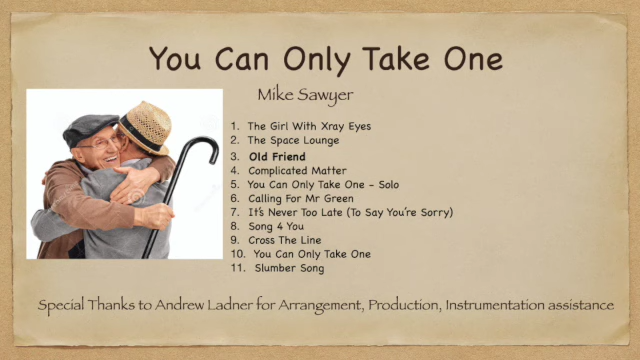 You Can Only Take One
Mike Sawyer
1. The Girl With Xray Eyes
2. The Space Lounge
3. Old Friend
4. Complicated Matter
5. You Can Only Take One - Solo
6. Calling For Mr Green
7. It's Never Too Late (To Say You're Sorry)
8. Song 4 You
9. Cross The Line
10. You Can Only Take One
11. Slumber Song
Special Thanks to Andrew Ladner for Arrangement, Production, Instrumentation assistance